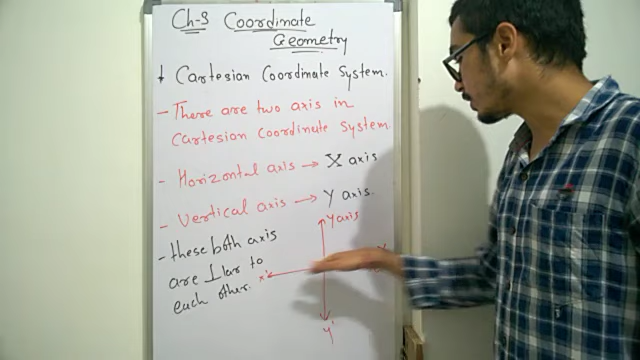 Ch-3 Coordinate
Geometry
Cartesian Coordinate System.
- There are two axis in
Cartesian Coordinate System.
- Horizontal axis → X axis
- Vertical axis → Y axis.
- these both axis
are ⊥lar to
each other.
Y axis
X'
Y'